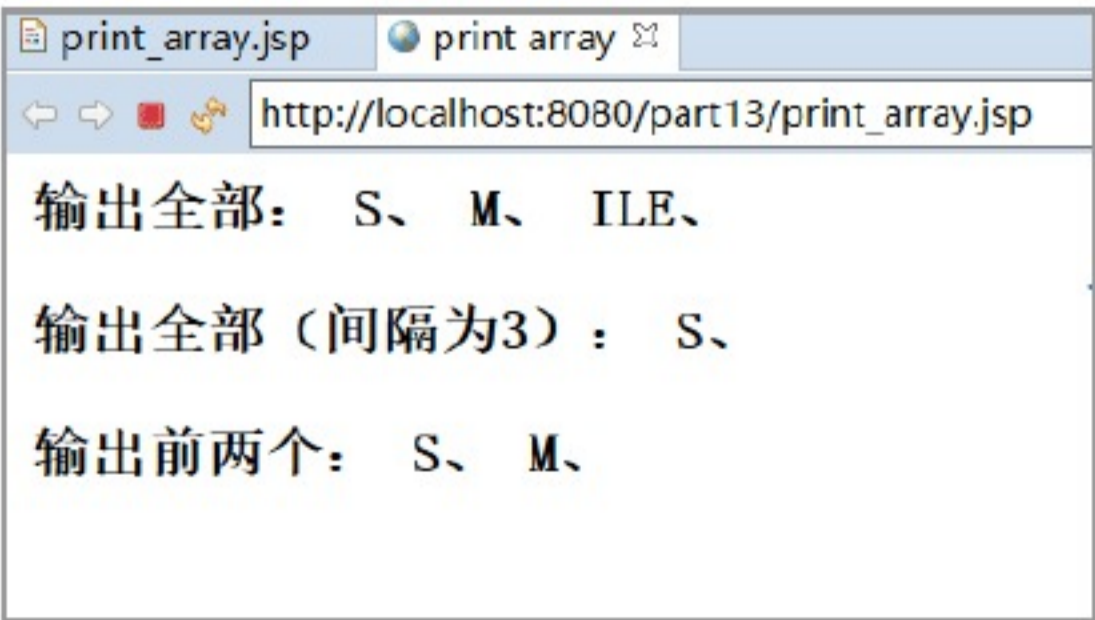 print_array.jsp print array
http://localhost:8080/part13/print_array.jsp
输出全部： S、 M、 ILE、
输出全部（间隔为3）： S、
输出前两个： S、 M、